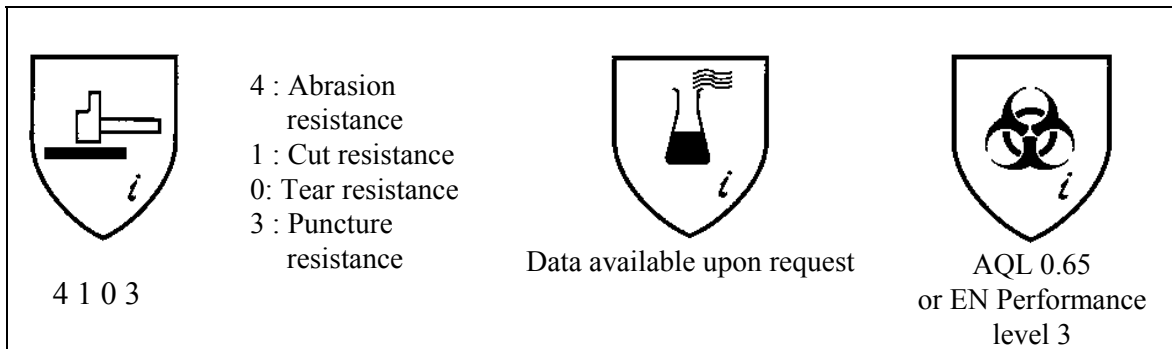 i
4 1 0 3
4 : Abrasion
resistance
1 : Cut resistance
0: Tear resistance
3 : Puncture
resistance
i
Data available upon request
i
AQL 0.65
or EN Performance
level 3